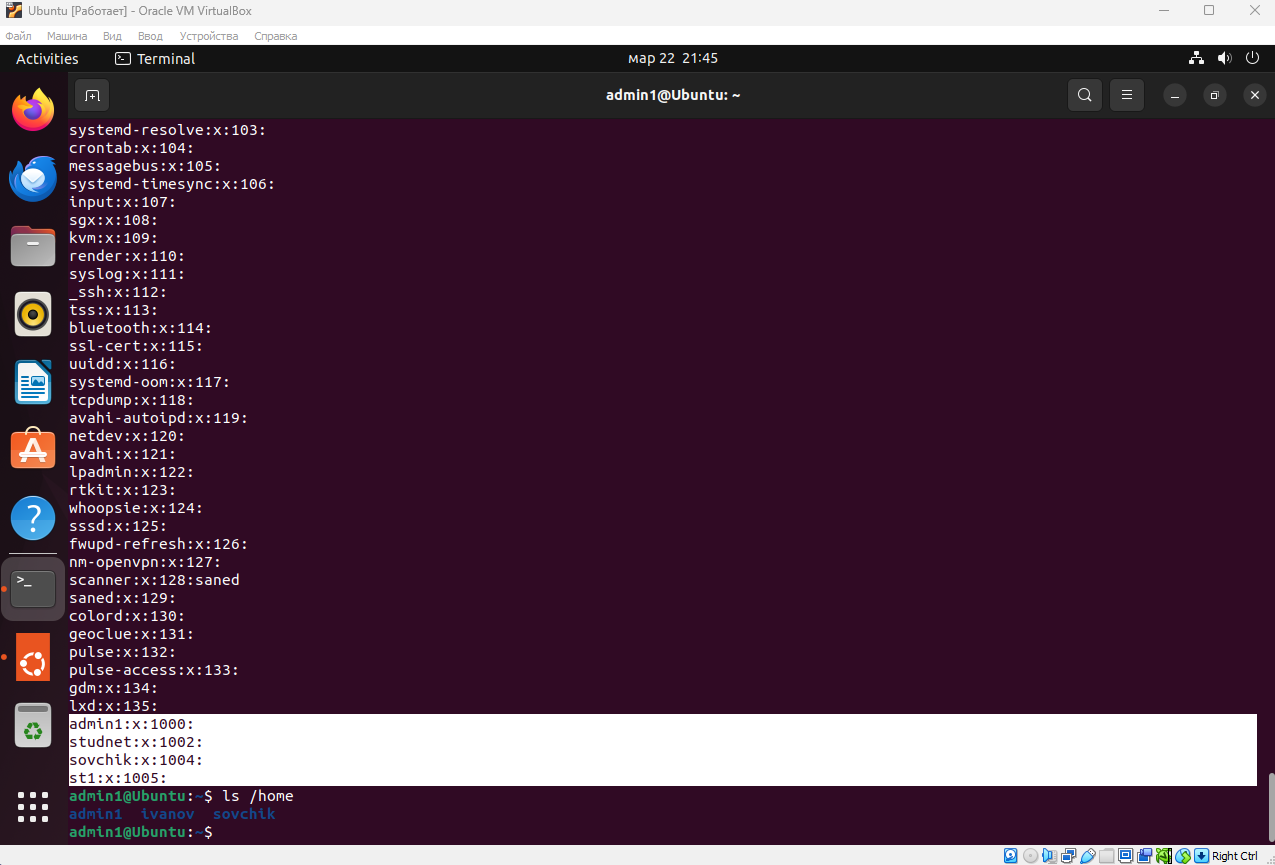 Ubuntu [Работает] - Oracle VM VirtualBox
Файл Машина Вид Ввод Устройства Справка
Activities Terminal мар 22 21:45
admin1@Ubuntu: ~
systemd-resolve:x:103:
crontab:x:104:
messagebus:x:105:
systemd-timesync:x:106:
input:x:107:
sgx:x:108:
kvm:x:109:
render:x:110:
syslog:x:111:
_ssh:x:112:
tss:x:113:
bluetooth:x:114:
ssl-cert:x:115:
uuidd:x:116:
systemd-oom:x:117:
tcpdump:x:118:
avahi-autoipd:x:119:
netdev:x:120:
avahi:x:121:
lpadmin:x:122:
rtkit:x:123:
whoopsie:x:124:
sssd:x:125:
fwupd-refresh:x:126:
nm-openvpn:x:127:
scanner:x:128:saned
saned:x:129:
colord:x:130:
geoclue:x:131:
pulse:x:132:
pulse-access:x:133:
gdm:x:134:
lxd:x:135:
admin1:x:1000:
studnet:x:1002:
sovchik:x:1004:
st1:x:1005:
admin1@Ubuntu:~$ ls /home
admin1 ivanov sovchik
admin1@Ubuntu:~$
Right Ctrl